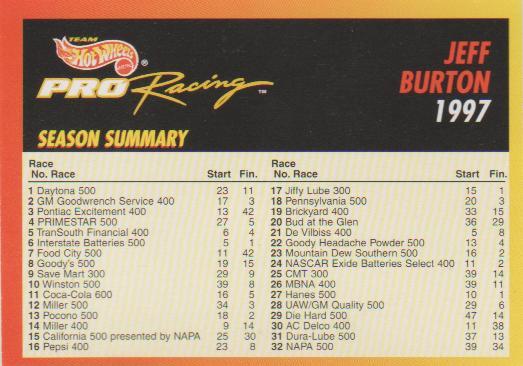 TEAM
Hot Wheels ®
PRO Racing ™
JEFF
BURTON
1997
SEASON SUMMARY
Race
No. Race Start Fin.
1 Daytona 500 23 11
2 GM Goodwrench Service 400 17 3
3 Pontiac Excitement 400 13 42
4 PRIMESTAR 500 27 5
5 TranSouth Financial 400 6 4
6 Interstate Batteries 500 5 1
7 Food City 500 11 42
8 Goody's 500 19 15
9 Save Mart 300 29 9
10 Winston 500 39 8
11 Coca-Cola 600 16 5
12 Miller 500 34 3
13 Pocono 500 18 2
14 Miller 400 9 14
15 California 500 presented by NAPA 25 30
16 Pepsi 400 23 8
Race
No. Race Start Fin.
17 Jiffy Lube 300 15 1
18 Pennsylvania 500 20 3
19 Brickyard 400 33 15
20 Bud at the Glen 36 29
21 De Vilbiss 400 5 8
22 Goody Headache Powder 500 13 4
23 Mountain Dew Southern 500 16 2
24 NASCAR Exide Batteries Select 400 11 2
25 CMT 300 39 14
26 MBNA 400 39 11
27 Hanes 500 10 1
28 UAW/GM Quality 500 29 6
29 Die Hard 500 47 14
30 AC Delco 400 11 38
31 Dura-Lube 500 37 13
32 NAPA 500 39 34